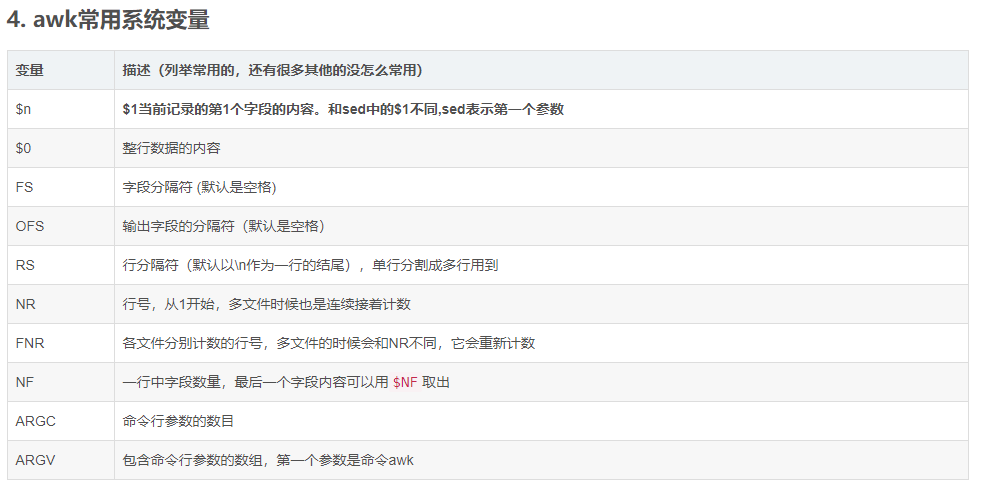 4. awk常用系统变量
变量 描述（列举常用的，还有很多其他的没怎么常用）
$n $1当前记录的第1个字段的内容。和sed中的$1不同,sed表示第一个参数
$0 整行数据的内容
FS 字段分隔符 (默认是空格)
OFS 输出字段的分隔符（默认是空格）
RS 行分隔符（默认以\n作为一行的结尾），单行分割成多行用到
NR 行号，从1开始，多文件时候也是连续接着计数
FNR 各文件分别计数的行号，多文件的时候会和NR不同，它会重新计数
NF 一行中字段数量，最后一个字段内容可以用 $NF 取出
ARGC 命令行参数的数目
ARGV 包含命令行参数的数组，第一个参数是命令awk